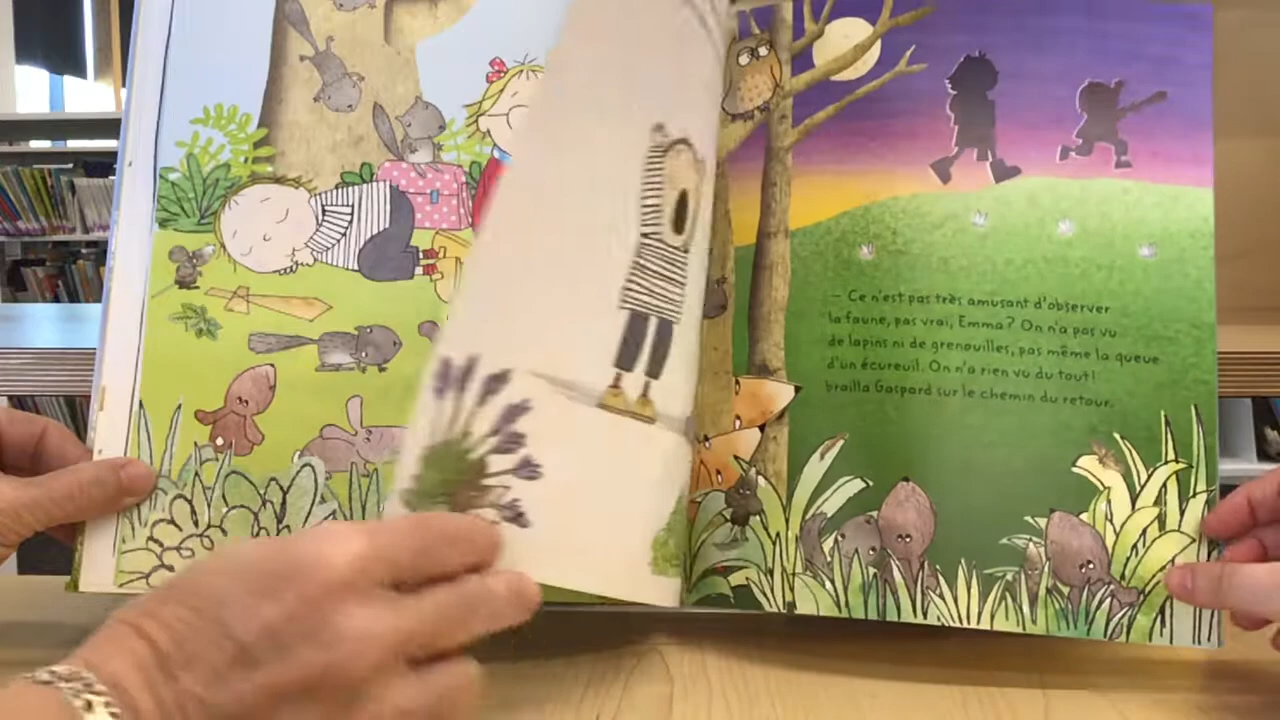 – Ce n'est pas très amusant d'observer
la faune, pas vrai, Emma? On n'a pas vu
de lapins ni de grenouilles, pas même la queue
d'un écureuil. On n'a rien vu du tout!
brailla Gaspard sur le chemin du retour.